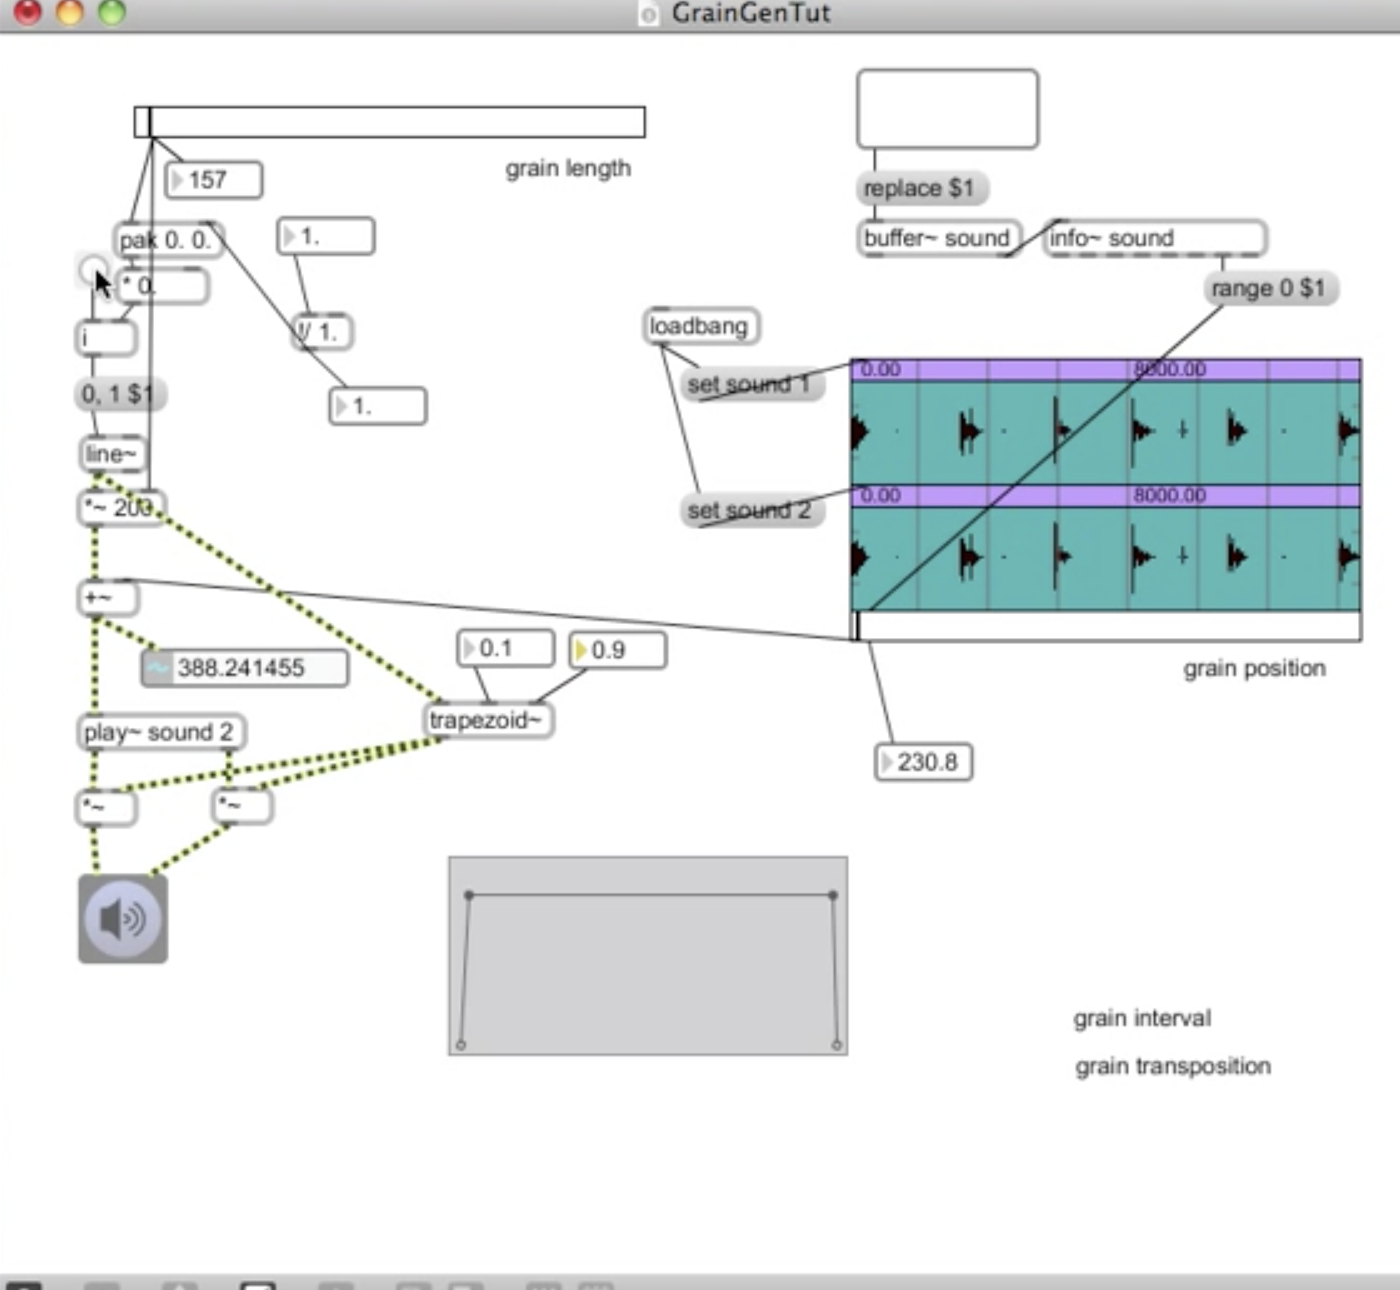 GrainGenTut
grain length
157
pak 0. 0.
1.
* 0.
!/ 1.
i
1.
0, 1 $1
line~
*~ 200
+~
388.241455
play~ sound 2
*~
*~
0.1
0.9
trapezoid~
replace $1
buffer~ sound
info~ sound
range 0 $1
loadbang
set sound 1
set sound 2
0.00
8000.00
0.00
8000.00
grain position
230.8
grain interval
grain transposition